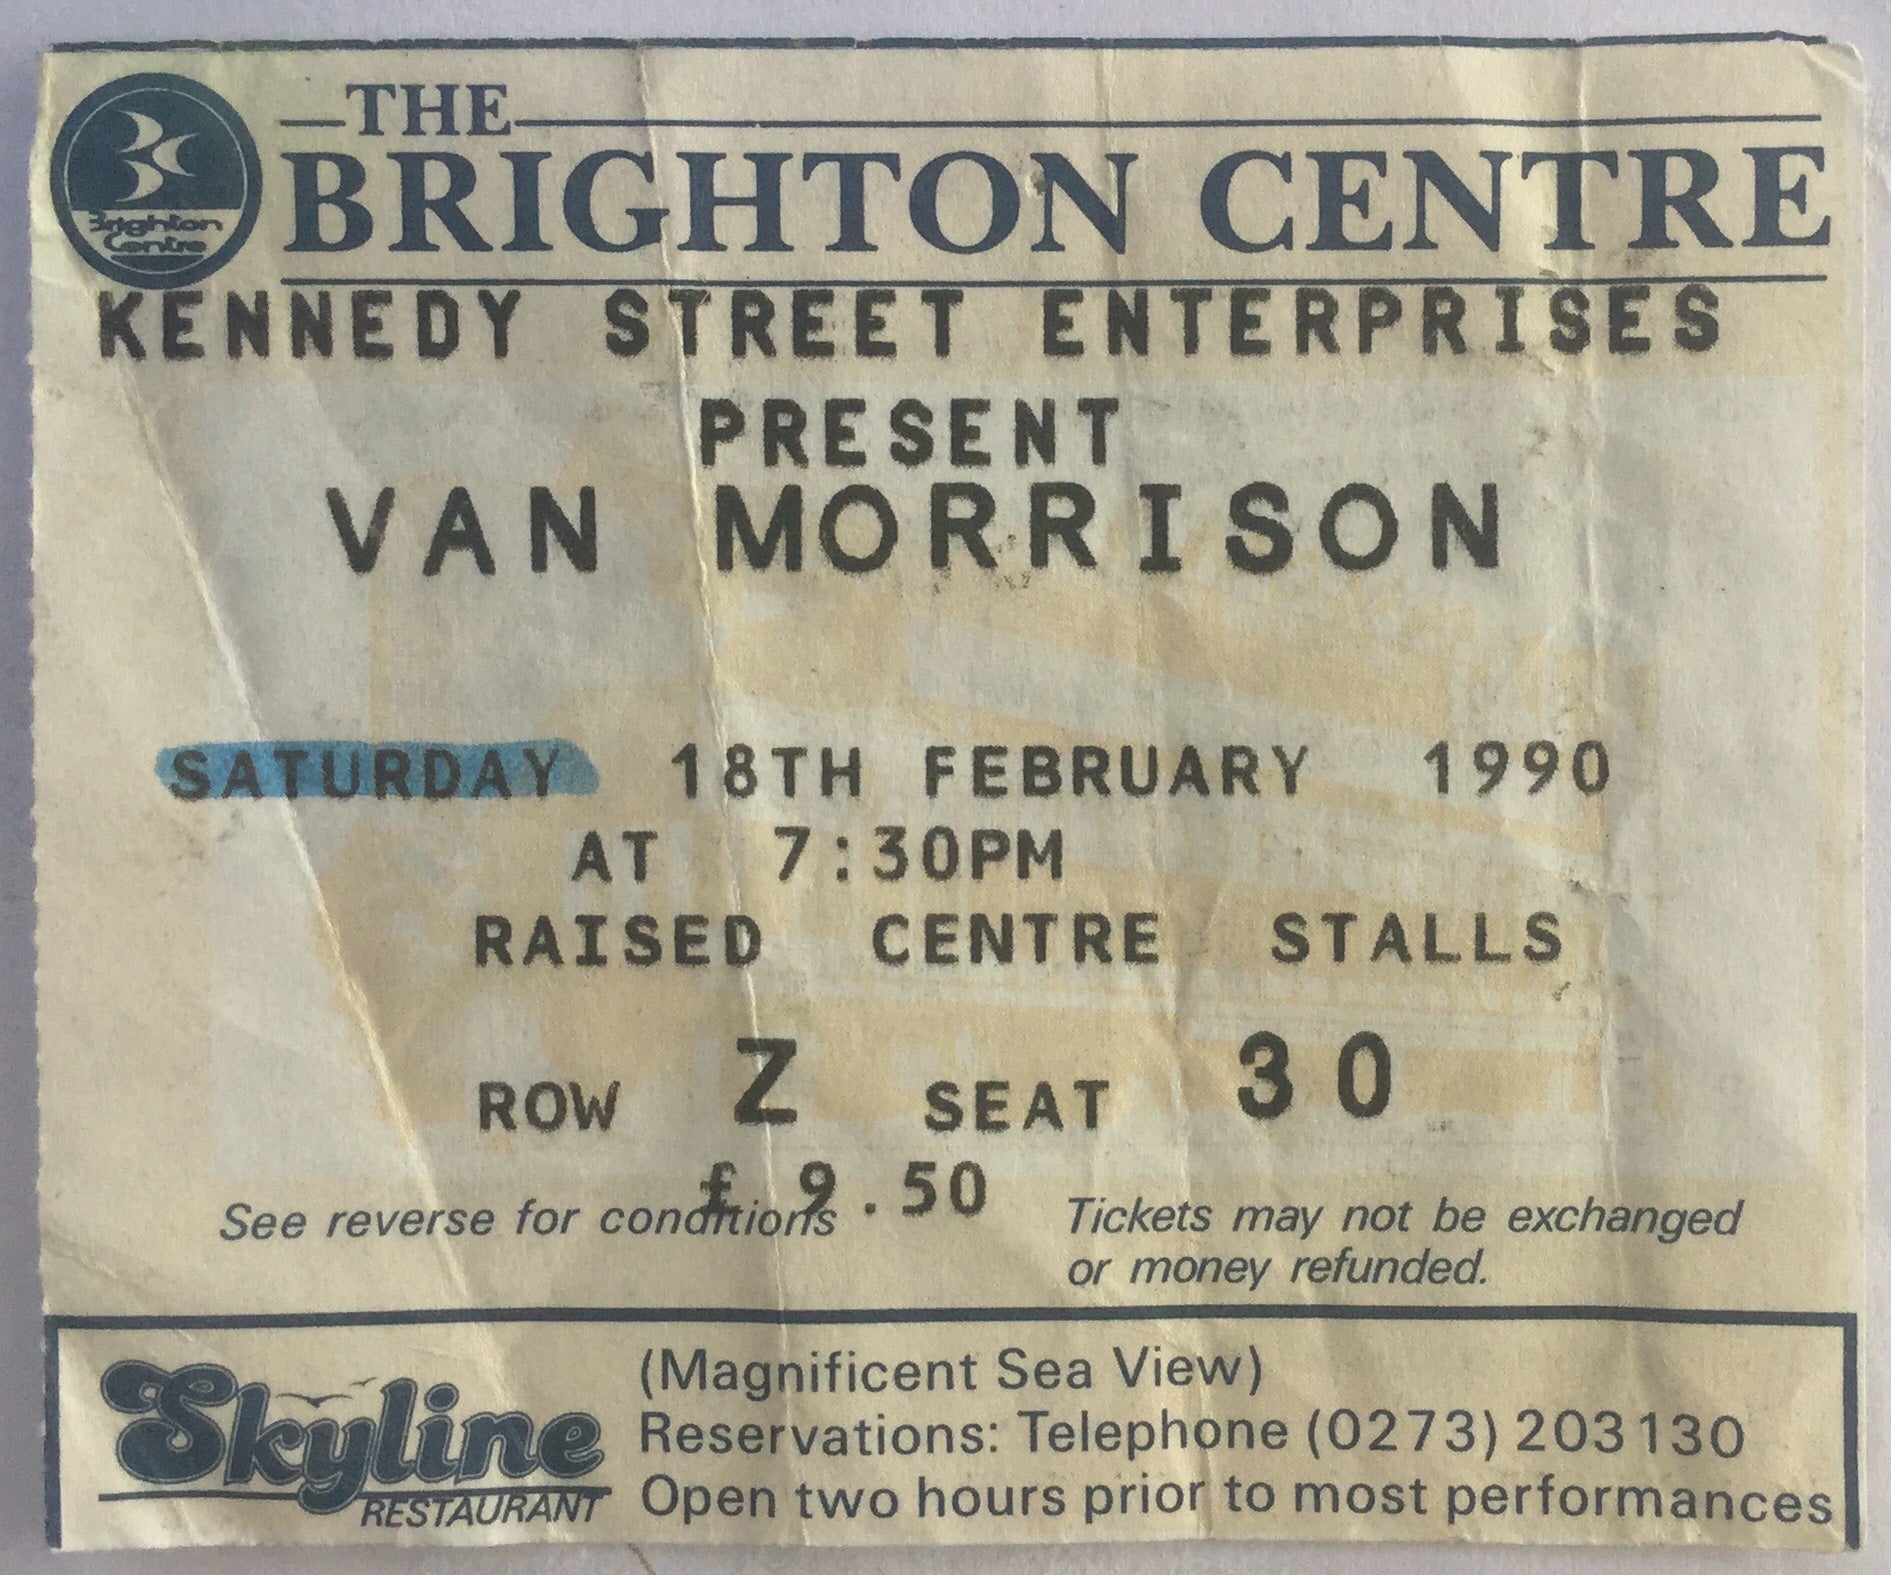 THE
BRIGHTON CENTRE
Brighton
Centre
KENNEDY STREET ENTERPRISES
PRESENT
VAN MORRISON
SATURDAY 18TH FEBRUARY 1990
AT 7:30PM
RAISED CENTRE STALLS
ROW Z SEAT 30
£ 9.50
See reverse for conditions
Tickets may not be exchanged
or money refunded.
Skyline
RESTAURANT
(Magnificent Sea View)
Reservations: Telephone (0273) 203130
Open two hours prior to most performances